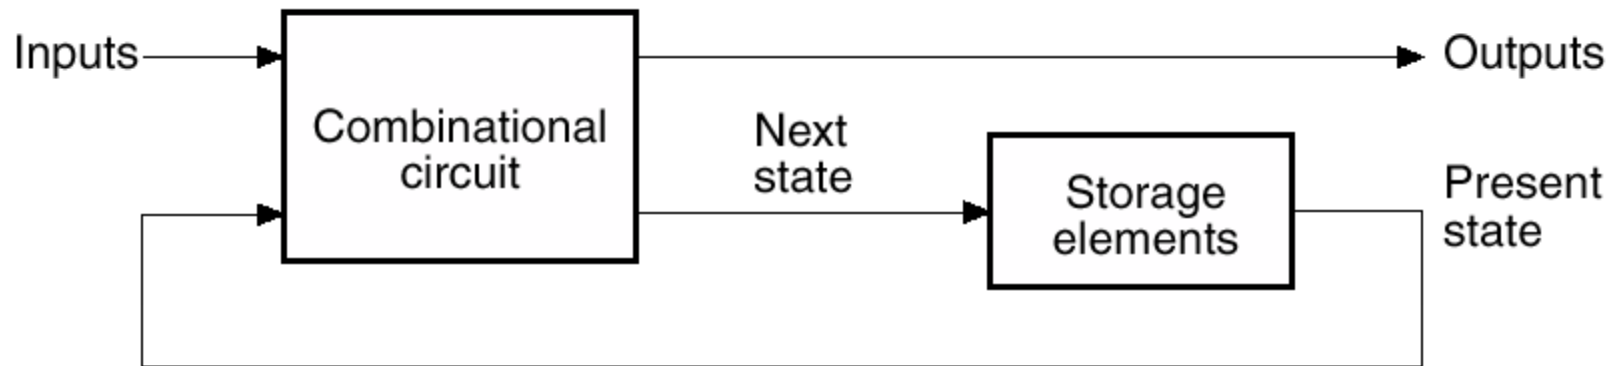 Inputs
Outputs
Combinational
circuit
Next
state
Storage
elements
Present
state